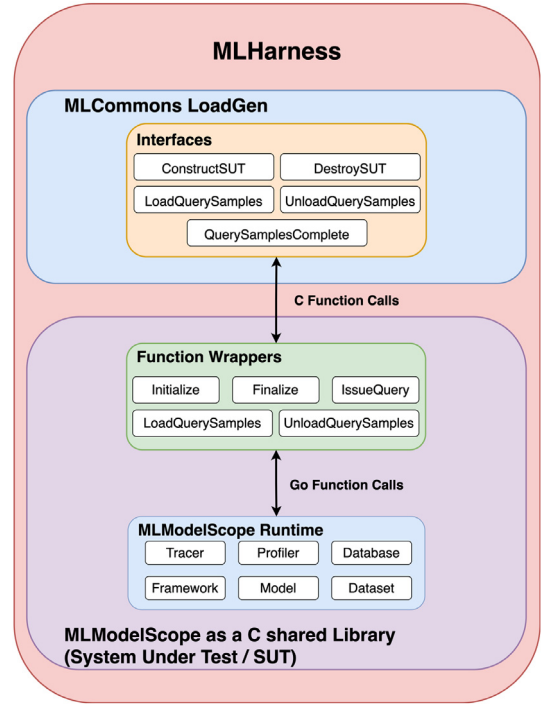 MLHarness
MLCommons LoadGen
Interfaces
ConstructSUT
DestroySUT
LoadQuerySamples
UnloadQuerySamples
QuerySamplesComplete
C Function Calls
Function Wrappers
Initialize
Finalize
IssueQuery
LoadQuerySamples
UnloadQuerySamples
Go Function Calls
MLModelScope Runtime
Tracer
Profiler
Database
Framework
Model
Dataset
MLModelScope as a C shared Library
(System Under Test / SUT)